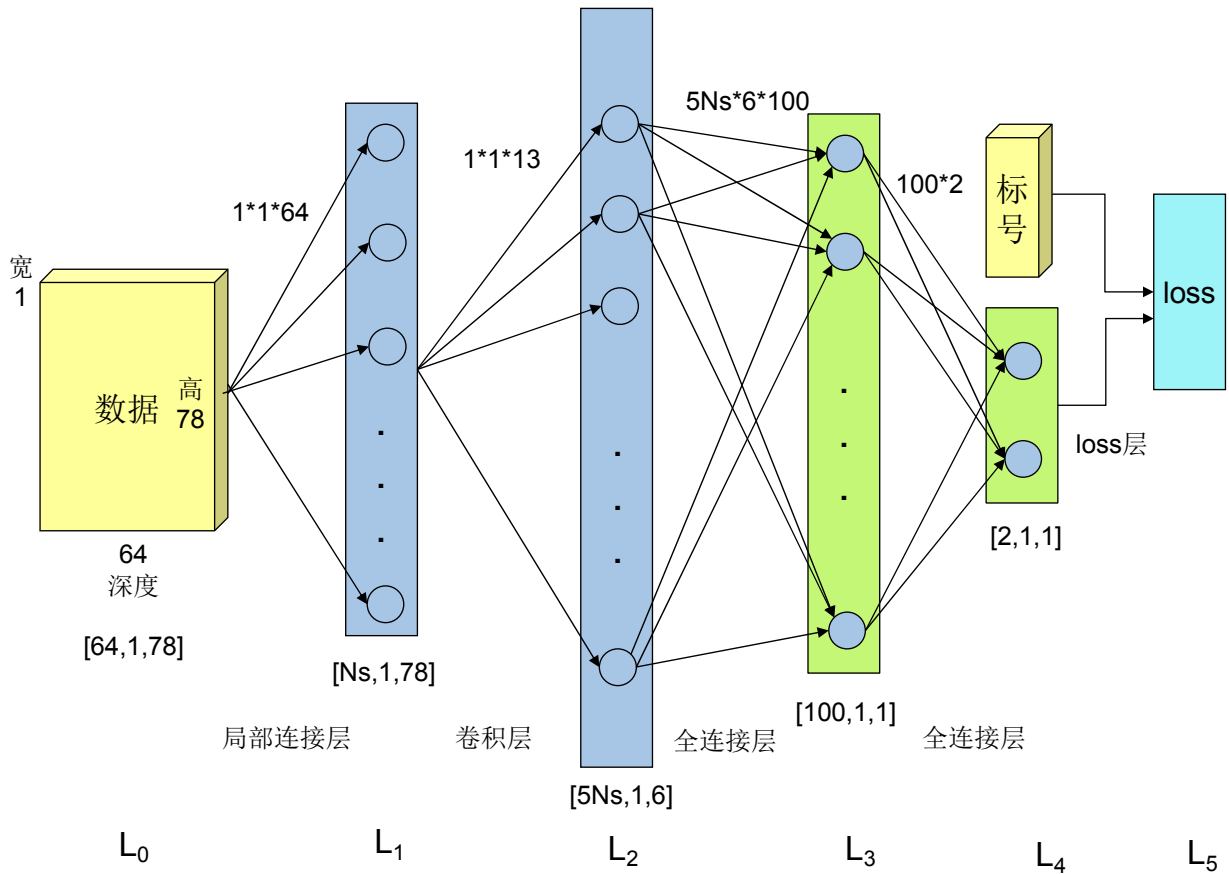 宽
1
数据
高
78
64
深度
[64,1,78]
1*1*64
[Ns,1,78]
局部连接层
1*1*13
卷积层
[5Ns,1,6]
5Ns*6*100
全连接层
[100,1,1]
100*2
全连接层
标号
[2,1,1]
loss层
loss
L0
L1
L2
L3
L4
L5